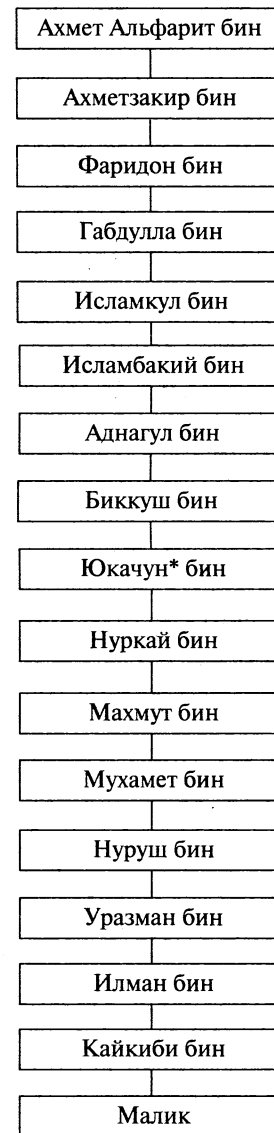 Ахмет Альфарит бин
Ахметзакир бин
Фаридон бин
Габдулла бин
Исламкул бин
Исламбакий бин
Аднагул бин
Биккуш бин
Юкачун* бин
Нуркай бин
Махмут бин
Мухамет бин
Нуруш бин
Уразман бин
Илман бин
Кайкиби бин
Малик